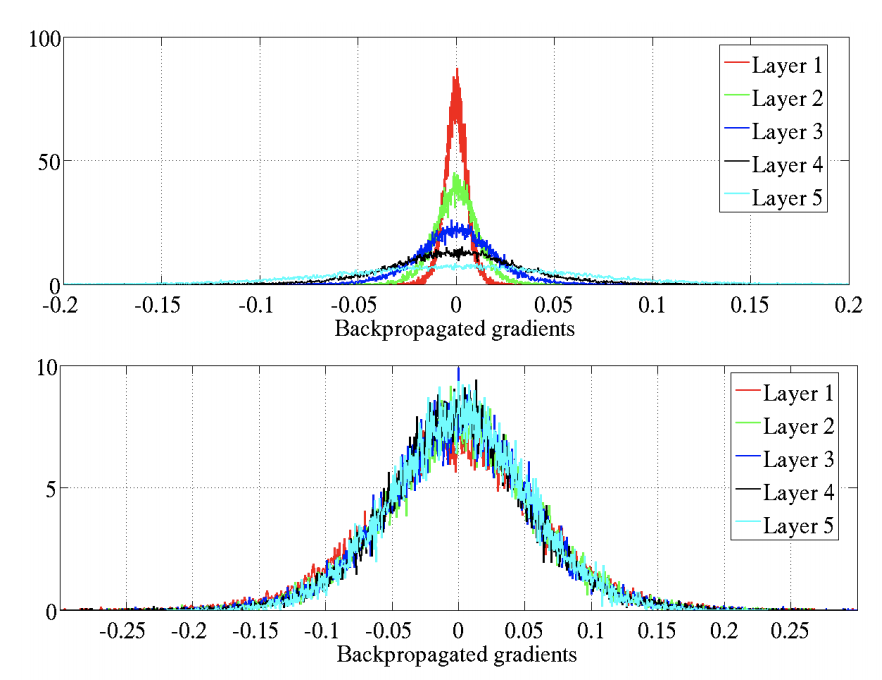 100
50
0
-0.2 -0.15 -0.1 -0.05 0 0.05 0.1 0.15 0.2
Backpropagated gradients
Layer 1
Layer 2
Layer 3
Layer 4
Layer 5
10
5
0
-0.25 -0.2 -0.15 -0.1 -0.05 0 0.05 0.1 0.15 0.2 0.25
Backpropagated gradients
Layer 1
Layer 2
Layer 3
Layer 4
Layer 5